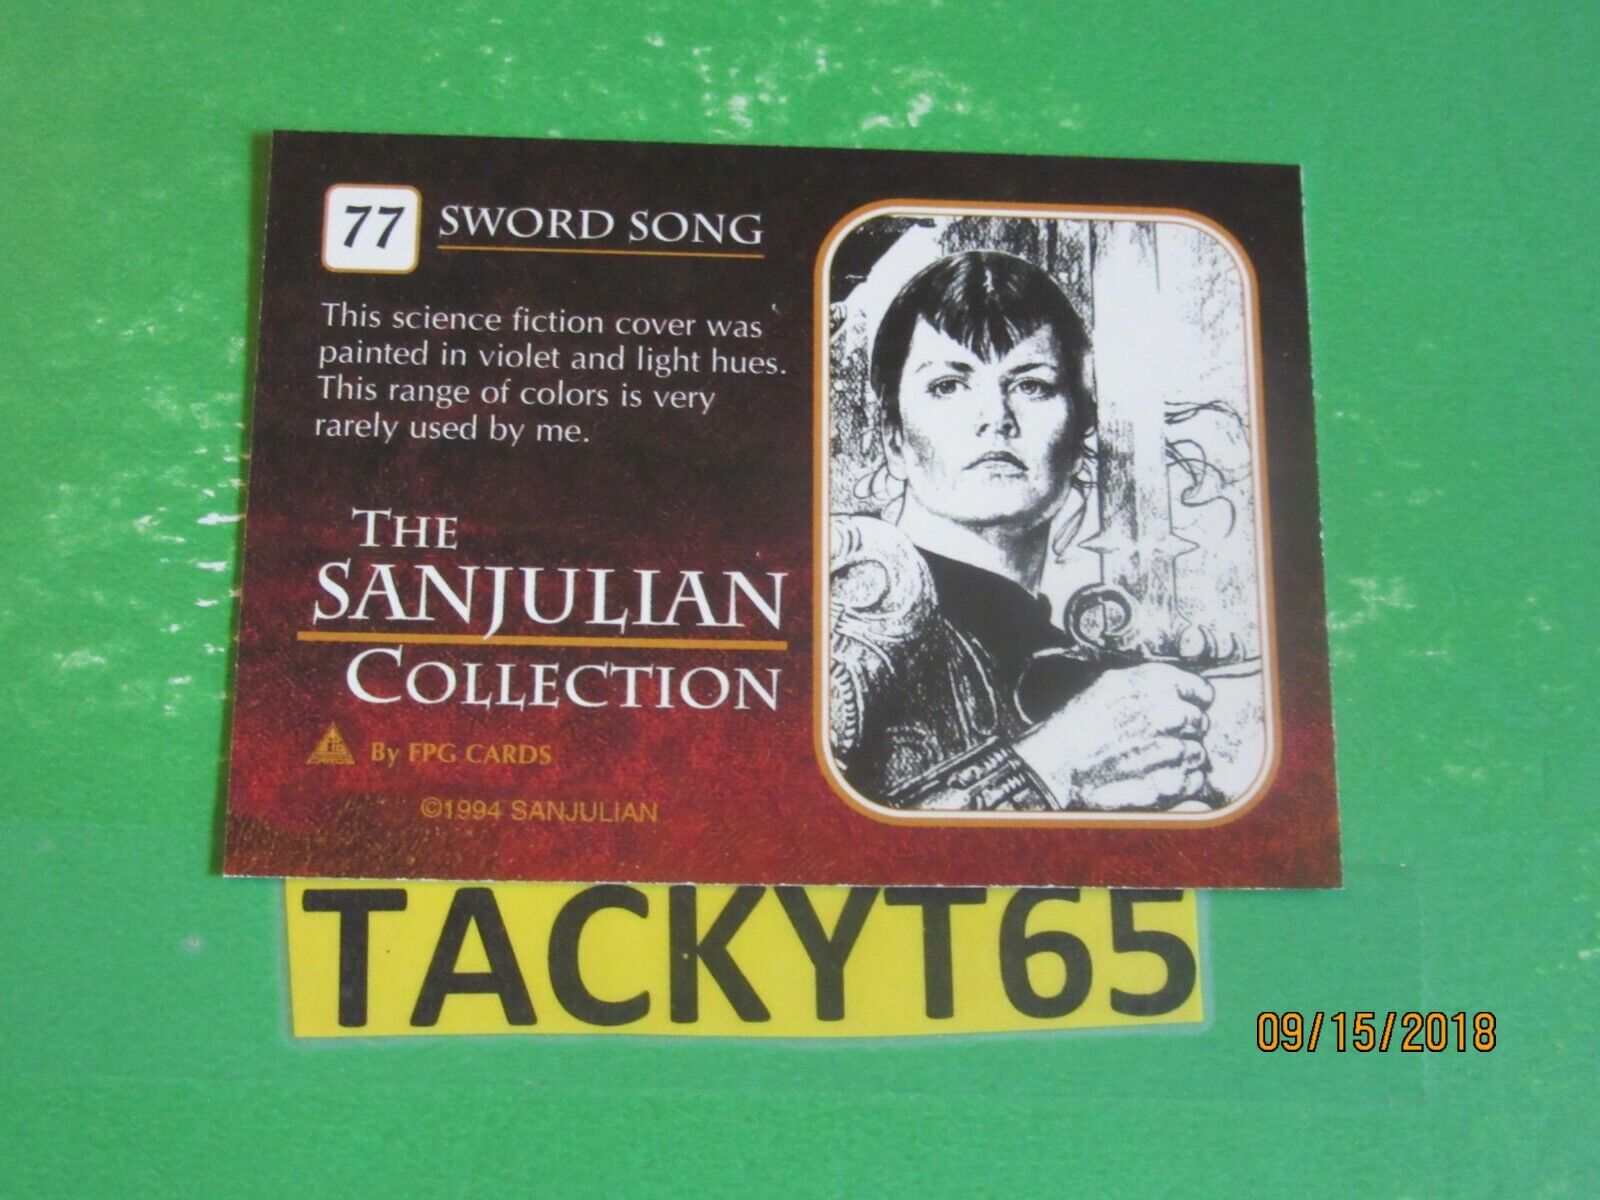 77 SWORD SONG
This science fiction cover was
painted in violet and light hues.
This range of colors is very
rarely used by me.
THE
SANJULIAN
COLLECTION
By FPG CARDS
©1994 SANJULIAN
TACKYT65
09/15/2018